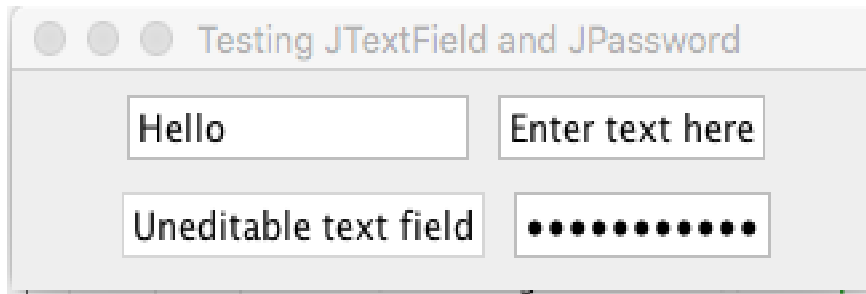 Testing JTextField and JPassword
Hello Enter text here
Uneditable text field •••••••••••